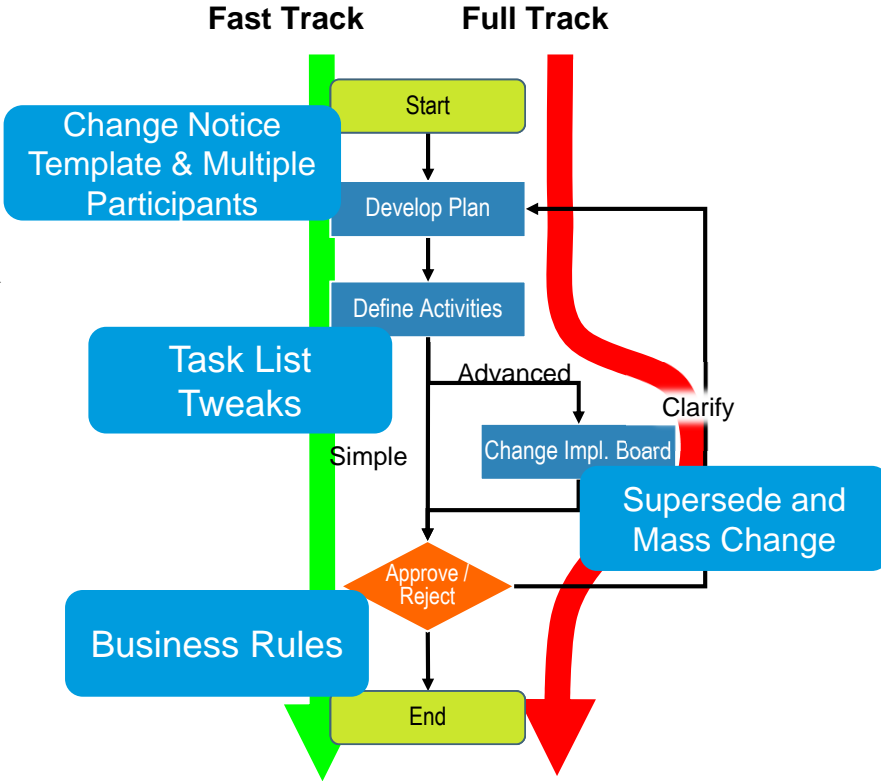 Fast Track
Full Track
Start
Change Notice
Template & Multiple
Participants
Develop Plan
Define Activities
Task List
Tweaks
Advanced
Clarify
Simple
Change Impl. Board
Supersede and
Mass Change
Approve /
Reject
Business Rules
End